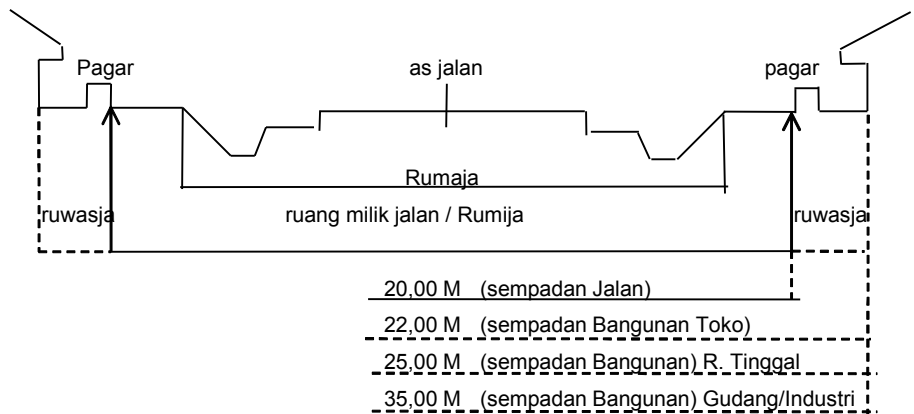 Pagar as jalan pagar
Rumaja
ruwasja ruang milik jalan / Rumija ruwasja
20,00 M (sempadan Jalan)
22,00 M (sempadan Bangunan Toko)
25,00 M (sempadan Bangunan) R. Tinggal
35,00 M (sempadan Bangunan) Gudang/Industri